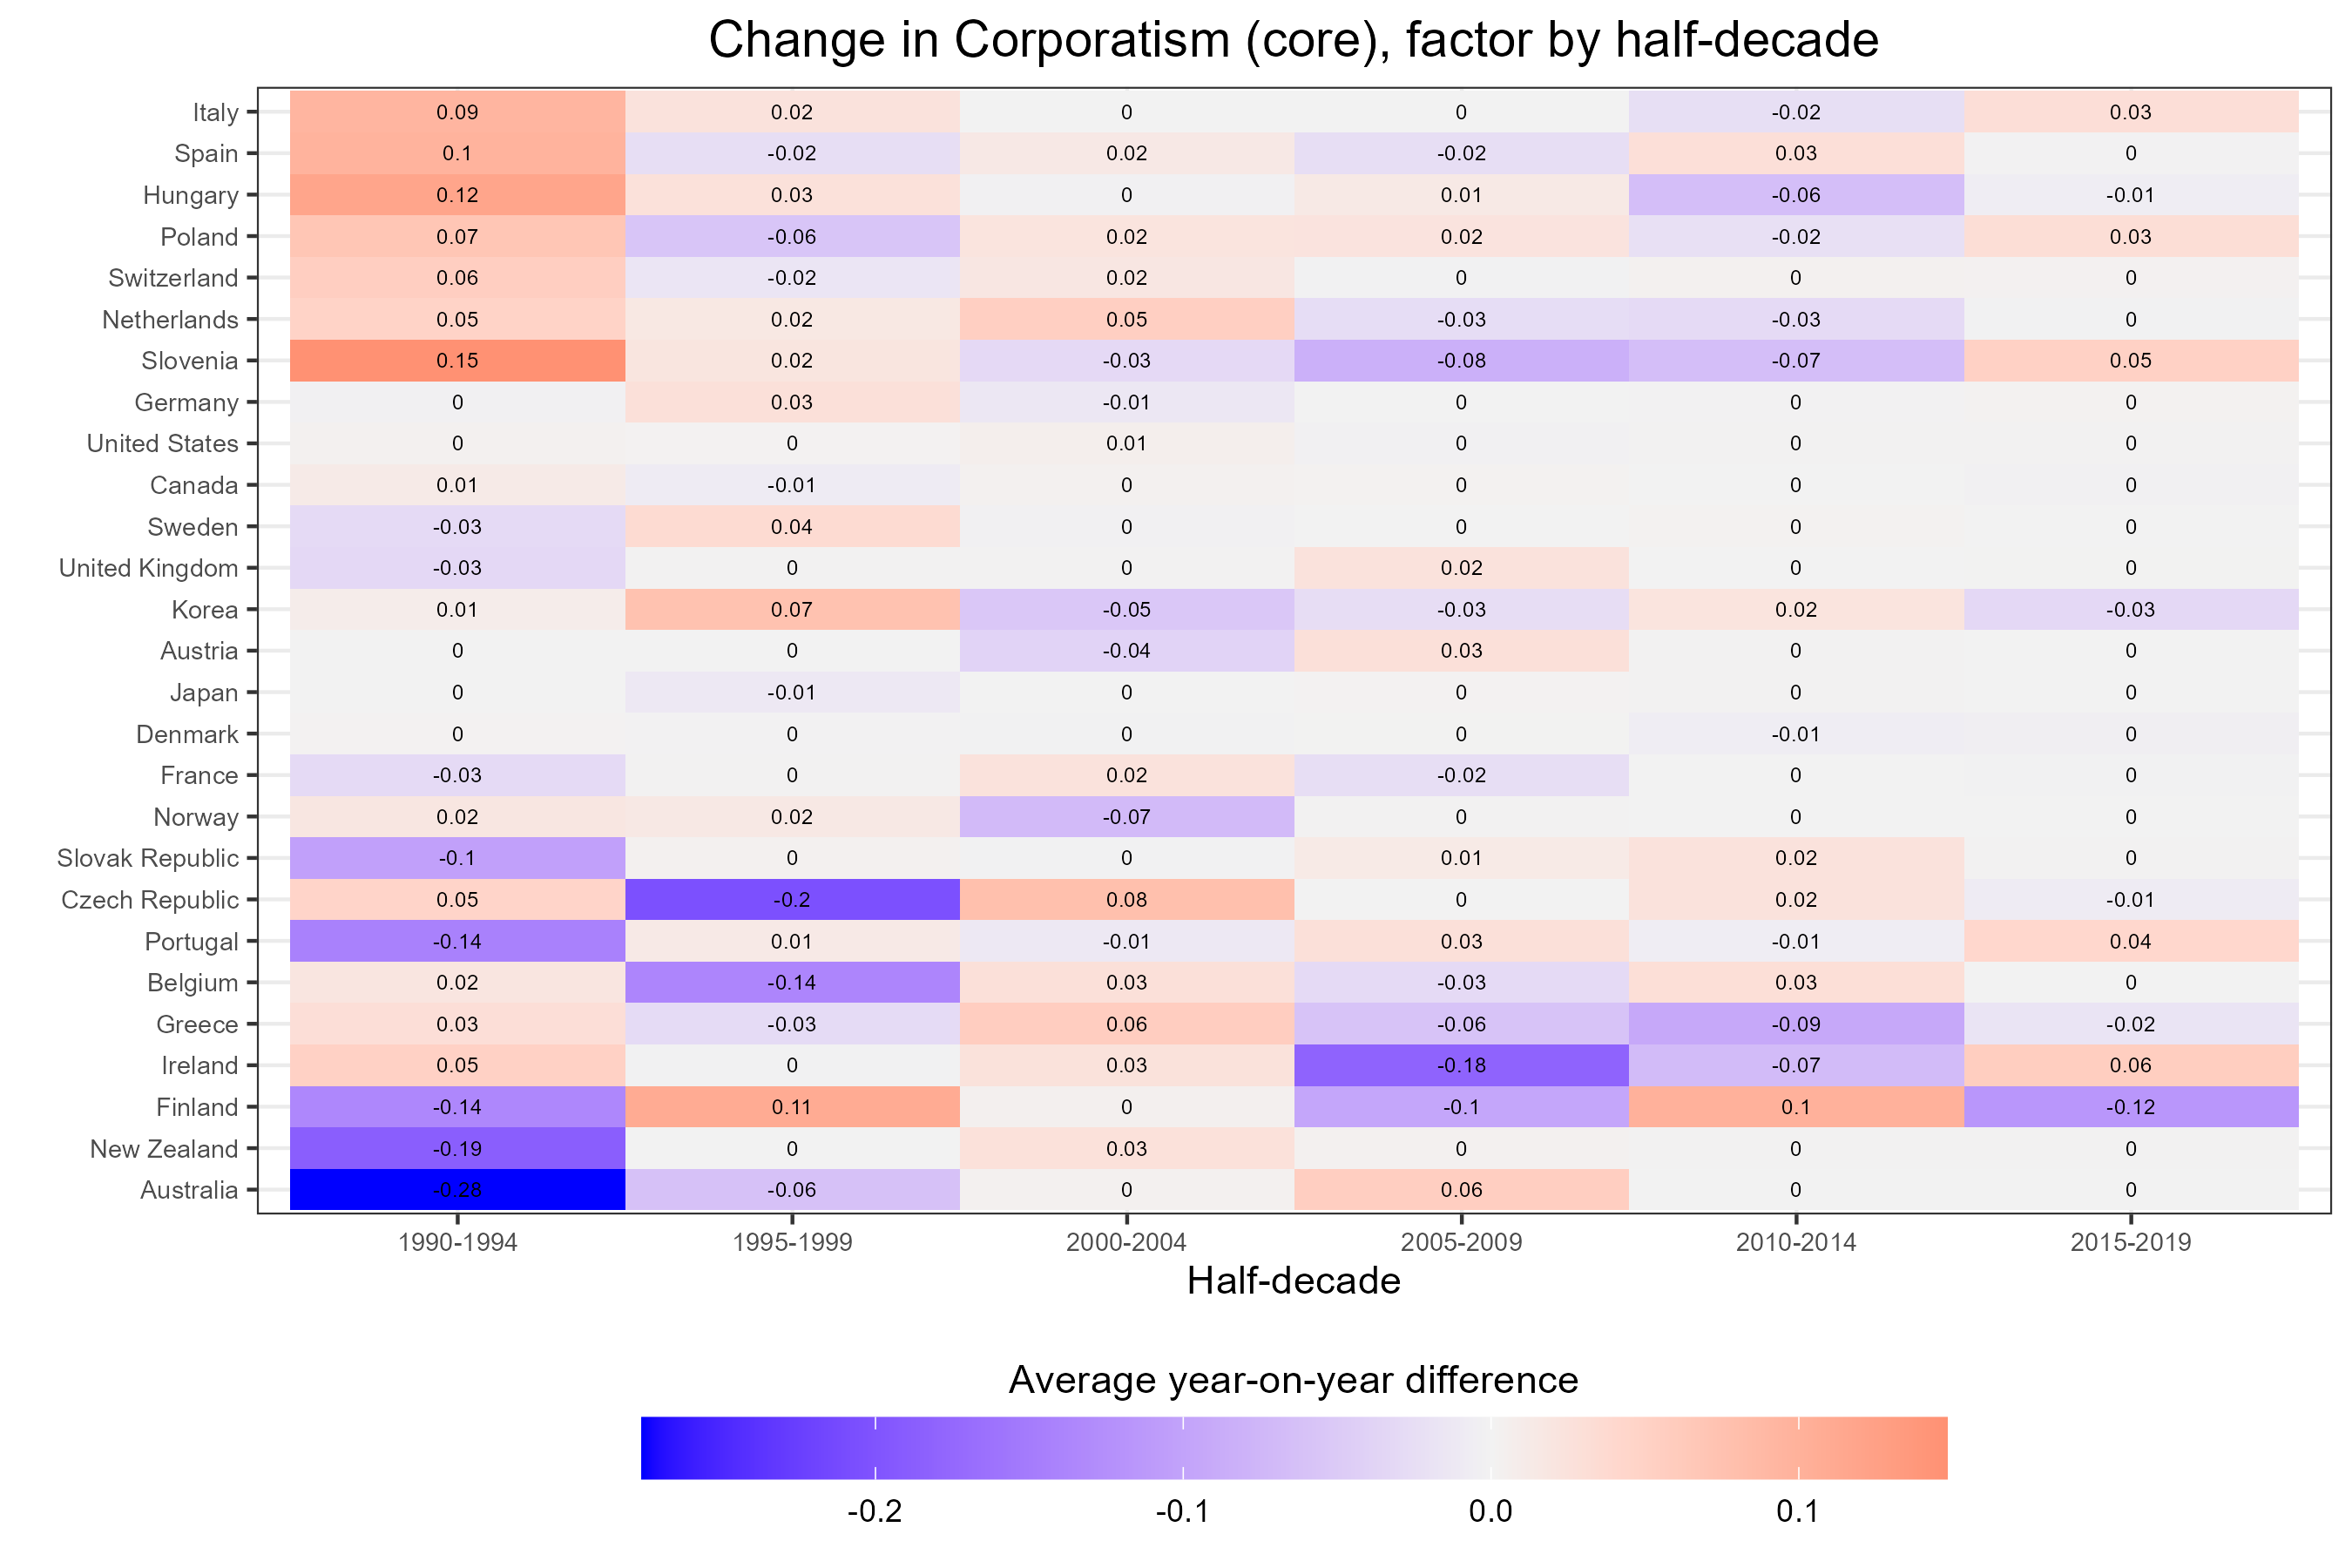 Change in Corporatism (core), factor by half-decade
Italy 0.09 0.02 0 0 -0.02 0.03
Spain 0.1 -0.02 0.02 -0.02 0.03 0
Hungary 0.12 0.03 0 0.01 -0.06 -0.01
Poland 0.07 -0.06 0.02 0.02 -0.02 0.03
Switzerland 0.06 -0.02 0.02 0 0 0
Netherlands 0.05 0.02 0.05 -0.03 -0.03 0
Slovenia 0.15 0.02 -0.03 -0.08 -0.07 0.05
Germany 0 0.03 -0.01 0 0 0
United States 0 0 0.01 0 0 0
Canada 0.01 -0.01 0 0 0 0
Sweden -0.03 0.04 0 0 0 0
United Kingdom -0.03 0 0 0.02 0 0
Korea 0.01 0.07 -0.05 -0.03 0.02 -0.03
Austria 0 0 -0.04 0.03 0 0
Japan 0 -0.01 0 0 0 0
Denmark 0 0 0 0 -0.01 0
France -0.03 0 0.02 -0.02 0 0
Norway 0.02 0.02 -0.07 0 0 0
Slovak Republic -0.1 0 0 0.01 0.02 0
Czech Republic 0.05 -0.2 0.08 0 0.02 -0.01
Portugal -0.14 0.01 -0.01 0.03 -0.01 0.04
Belgium 0.02 -0.14 0.03 -0.03 0.03 0
Greece 0.03 -0.03 0.06 -0.06 -0.09 -0.02
Ireland 0.05 0 0.03 -0.18 -0.07 0.06
Finland -0.14 0.11 0 -0.1 0.1 -0.12
New Zealand -0.19 0 0.03 0 0 0
Australia -0.28 -0.06 0 0.06 0 0
1990-1994 1995-1999 2000-2004 2005-2009 2010-2014 2015-2019
Half-decade
Average year-on-year difference
-0.2 -0.1 0.0 0.1